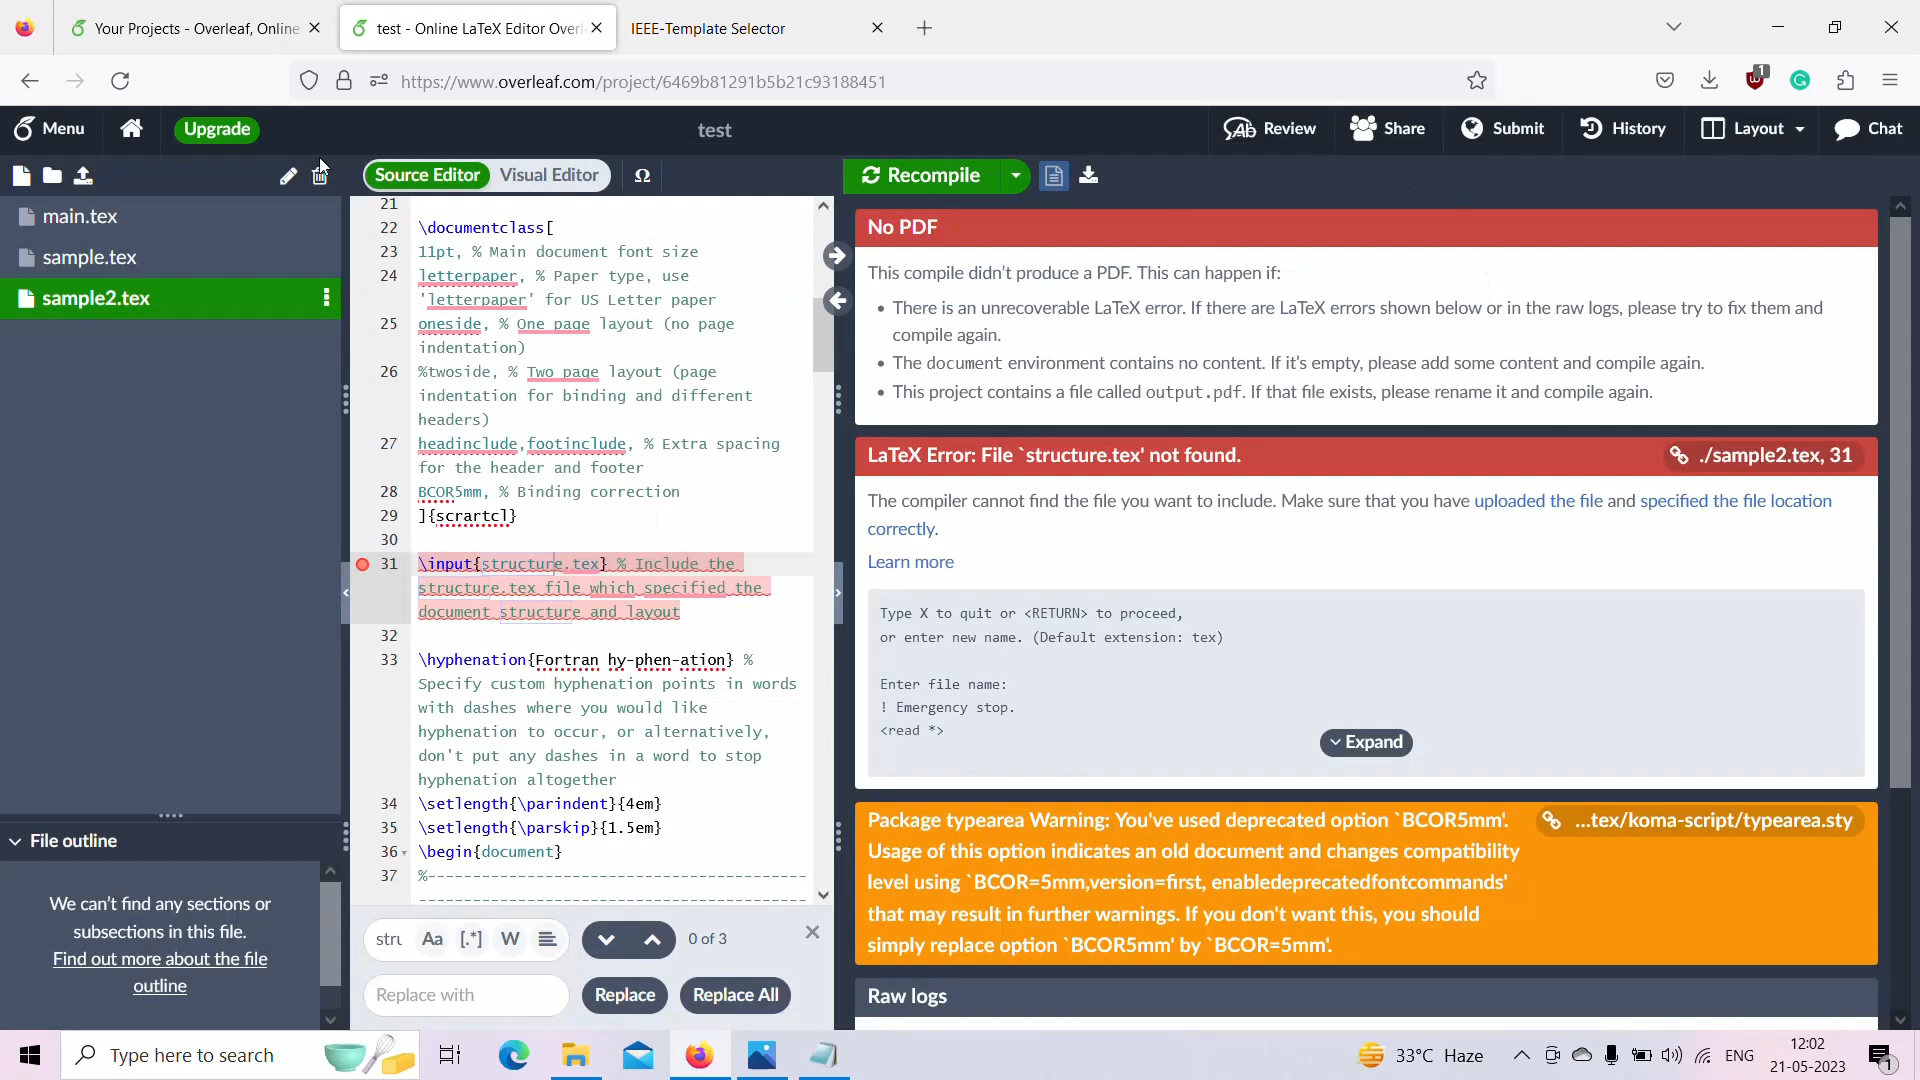 Your Projects - Overleaf, Online
test - Online LaTeX Editor Overl
IEEE-Template Selector
https://www.overleaf.com/project/6469b81291b5b21c93188451
1
Menu
Upgrade
test
Review
Share
Submit
History
Layout
Chat
Source Editor
Visual Editor
Ω
Recompile
main.tex
sample.tex
sample2.tex
21
22 \documentclass[
23 11pt, % Main document font size
24 letterpaper, % Paper type, use
'letterpaper' for US Letter paper
25 oneside, % One page layout (no page
indentation)
26 %twoside, % Two page layout (page
indentation for binding and different
headers)
27 headinclude,footinclude, % Extra spacing
for the header and footer
28 BCOR5mm, % Binding correction
29 ]{scrartcl}
30
31 \input{structure.tex} % Include the
structure.tex file which specified the
document structure and layout
32
33 \hyphenation{Fortran hy-phen-ation} %
Specify custom hyphenation points in words
with dashes where you would like
hyphenation to occur, or alternatively,
don't put any dashes in a word to stop
hyphenation altogether
34 \setlength{\parindent}{4em}
35 \setlength{\parskip}{1.5em}
36 \begin{document}
37 %-------------------------------------------
-------------------------------------------
File outline
We can't find any sections or
subsections in this file.
Find out more about the file
outline
stru Aa [.*] W
0 of 3
Replace with
Replace
Replace All
No PDF
This compile didn't produce a PDF. This can happen if:
• There is an unrecoverable LaTeX error. If there are LaTeX errors shown below or in the raw logs, please try to fix them and
compile again.
• The document environment contains no content. If it's empty, please add some content and compile again.
• This project contains a file called output.pdf. If that file exists, please rename it and compile again.
LaTeX Error: File `structure.tex' not found.
./sample2.tex, 31
The compiler cannot find the file you want to include. Make sure that you have uploaded the file and specified the file location
correctly.
Learn more
Type X to quit or <RETURN> to proceed,
or enter new name. (Default extension: tex)
Enter file name:
! Emergency stop.
<read *>
Expand
Package typearea Warning: You've used deprecated option `BCOR5mm'.
...tex/koma-script/typearea.sty
Usage of this option indicates an old document and changes compatibility
level using `BCOR=5mm,version=first, enabledeprecatedfontcommands'
that may result in further warnings. If you don't want this, you should
simply replace option `BCOR5mm' by `BCOR=5mm'.
Raw logs
Type here to search
33°C Haze
ENG
12:02
21-05-2023
1